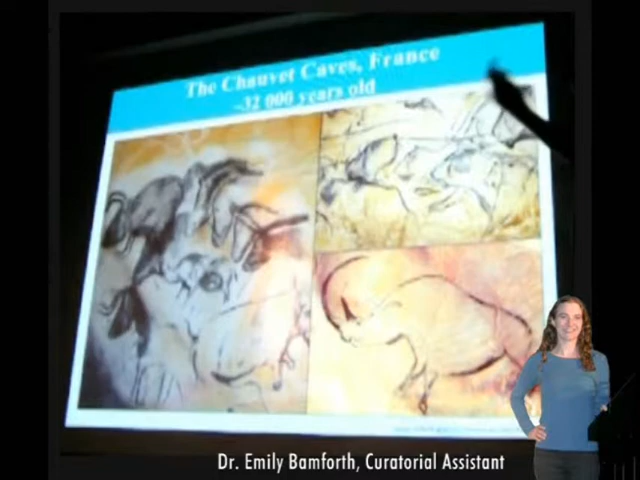 The Chauvet Caves, France
~32 000 years old
Dr. Emily Bamforth, Curatorial Assistant